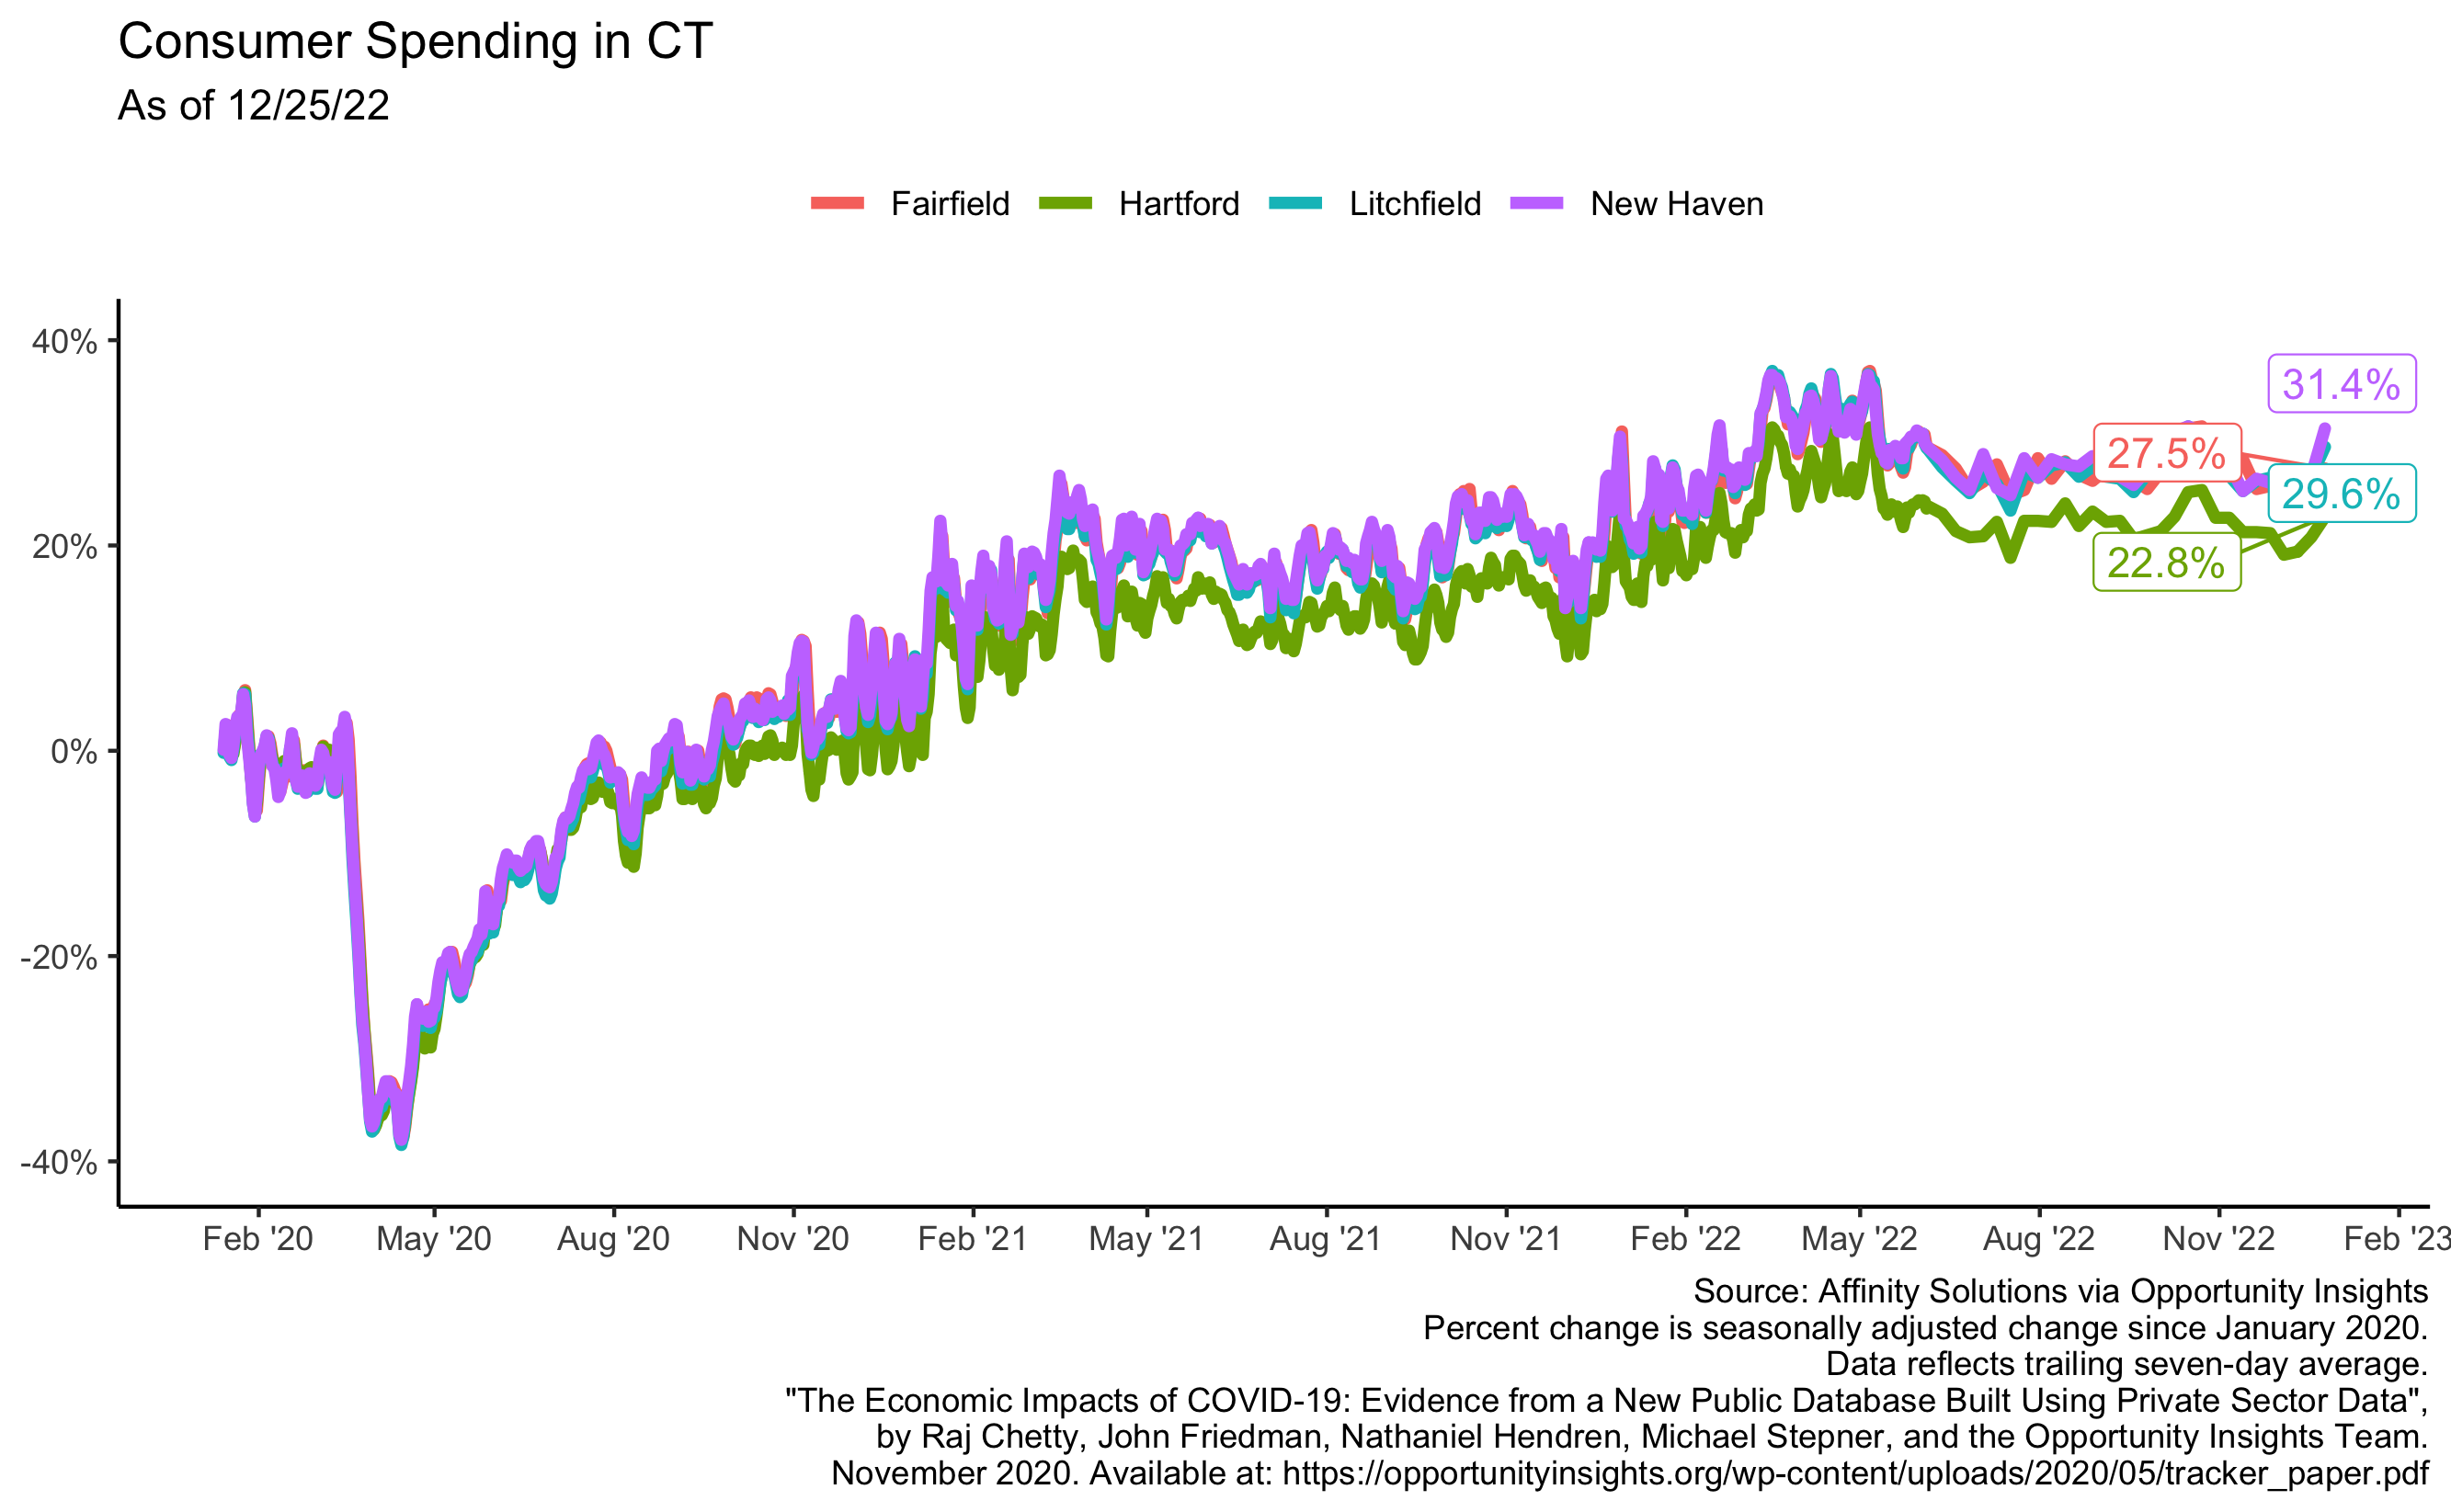 Consumer Spending in CT
As of 12/25/22
Fairfield Hartford Litchfield New Haven
40%
20%
0%
-20%
-40%
31.4%
27.5%
29.6%
22.8%
Feb '20 May '20 Aug '20 Nov '20 Feb '21 May '21 Aug '21 Nov '21 Feb '22 May '22 Aug '22 Nov '22 Feb '23
Source: Affinity Solutions via Opportunity Insights
Percent change is seasonally adjusted change since January 2020.
Data reflects trailing seven-day average.
"The Economic Impacts of COVID-19: Evidence from a New Public Database Built Using Private Sector Data",
by Raj Chetty, John Friedman, Nathaniel Hendren, Michael Stepner, and the Opportunity Insights Team.
November 2020. Available at: https://opportunityinsights.org/wp-content/uploads/2020/05/tracker_paper.pdf